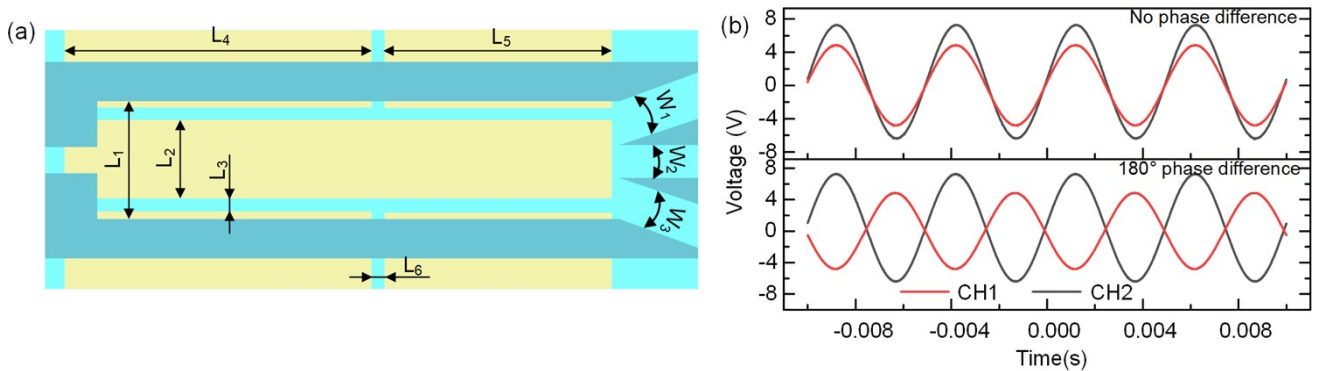 (a)
L4
L5
W1
L1
L2
L3
W2
W3
L6
(b)
No phase difference
8
4
0
-4
-8
180° phase difference
8
4
0
-4
-8
Voltage (V)
CH1 CH2
-0.008 -0.004 0.000 0.004 0.008
Time(s)